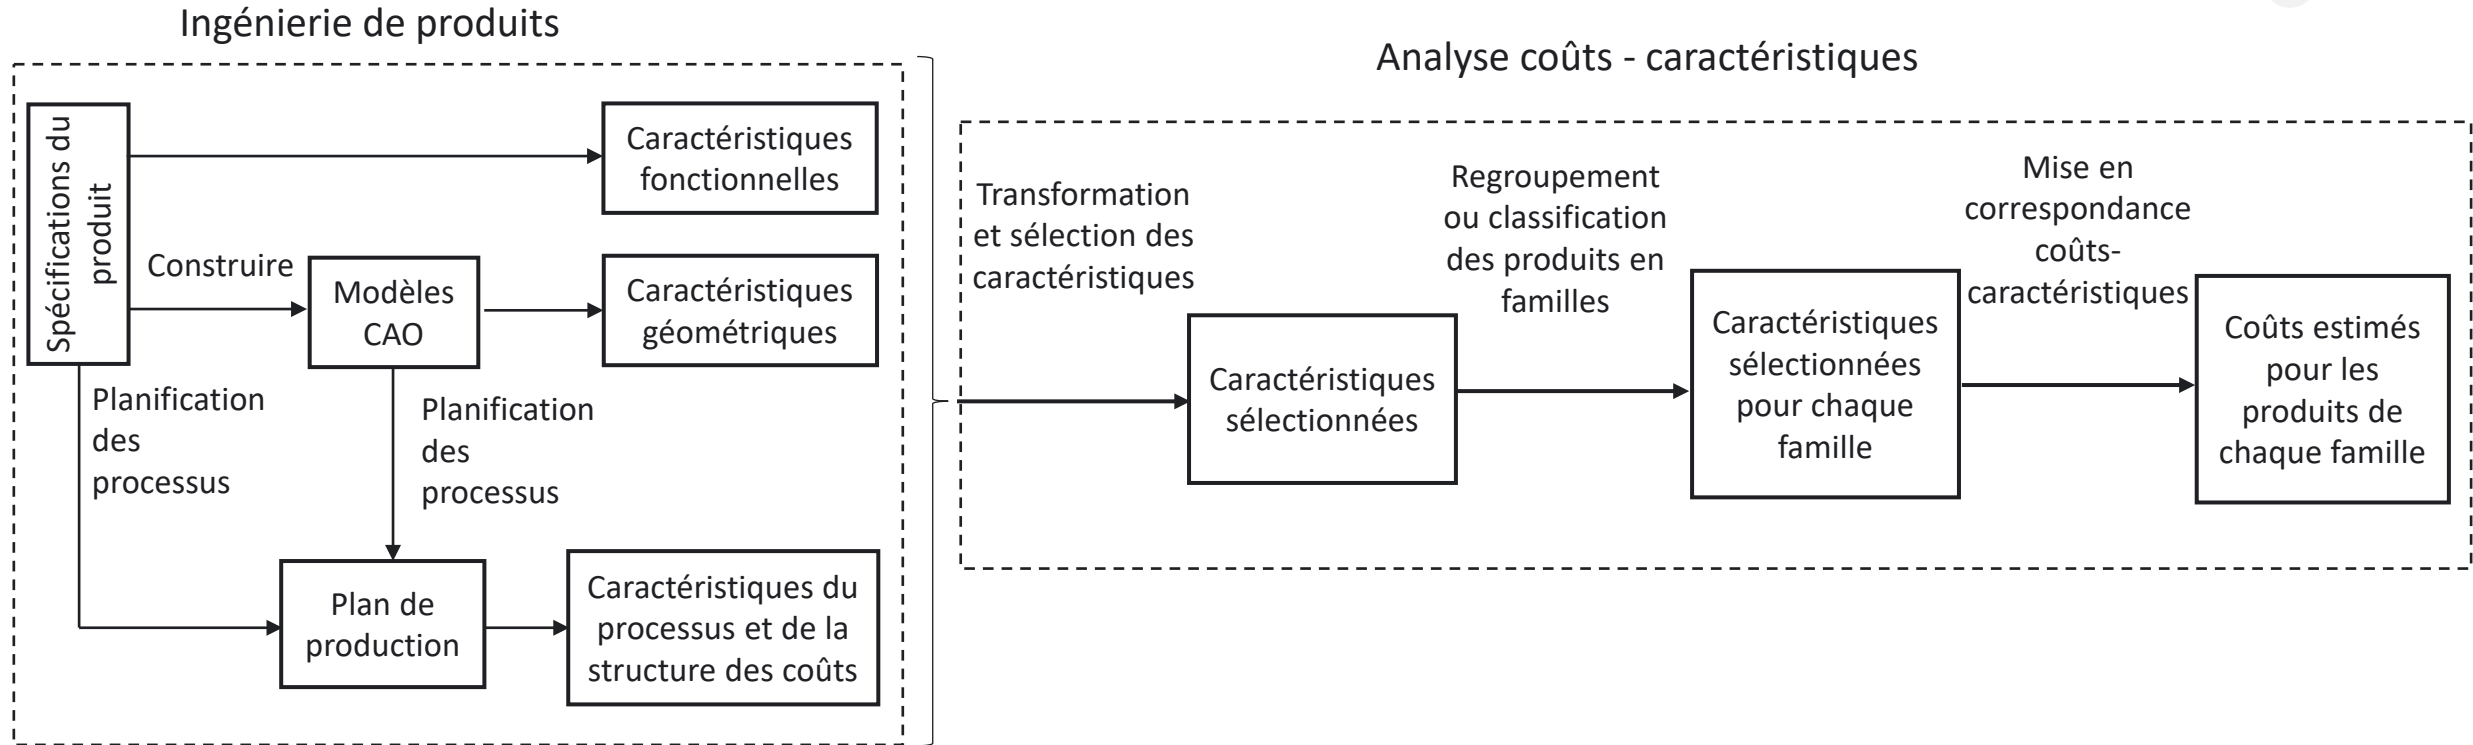 Ingénierie de produits
Analyse coûts - caractéristiques
Spécifications du
produit
Caractéristiques
fonctionnelles
Construire
Modèles
CAO
Caractéristiques
géométriques
Planification
des
processus
Planification
des
processus
Plan de
production
Caractéristiques du
processus et de la
structure des coûts
Transformation
et sélection des
caractéristiques
Caractéristiques
sélectionnées
Regroupement
ou classification
des produits en
familles
Caractéristiques
sélectionnées
pour chaque
famille
Mise en
correspondance
coûts-
caractéristiques
Coûts estimés
pour les
produits de
chaque famille